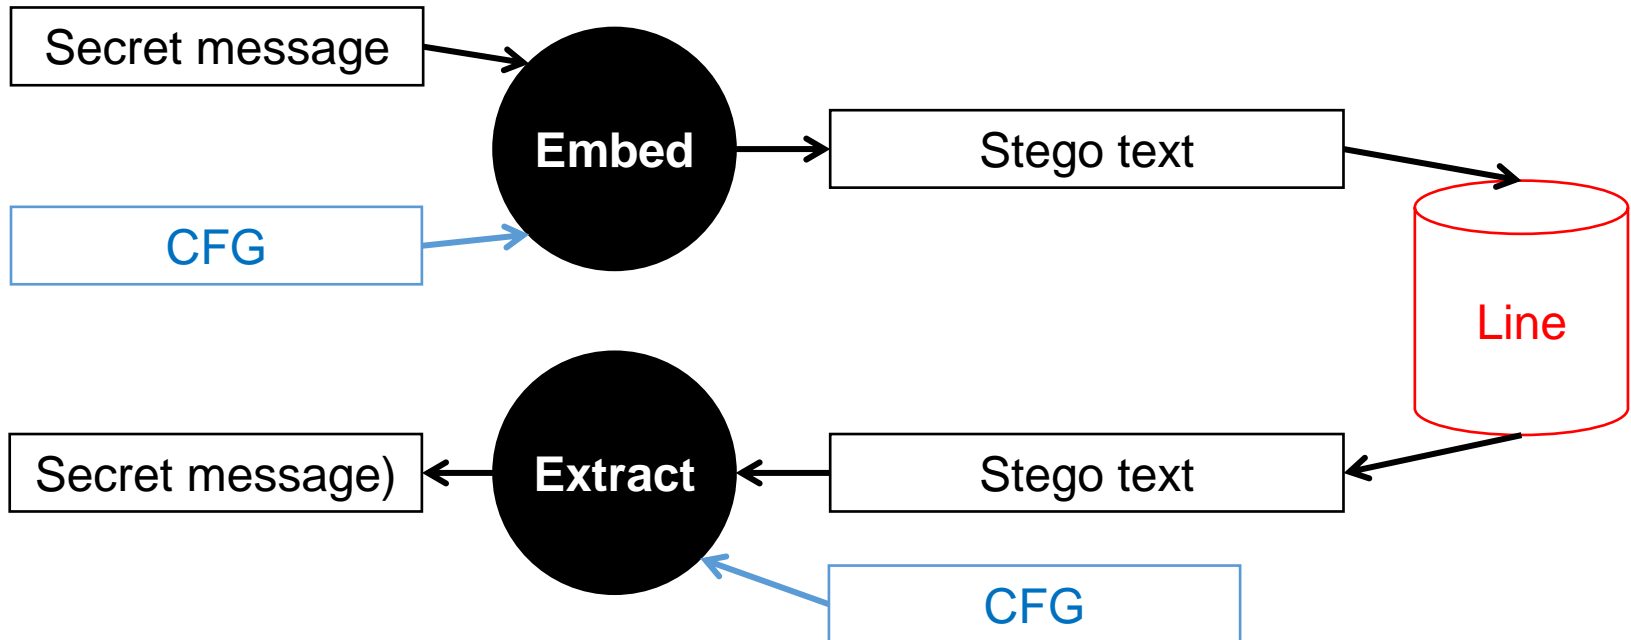 Secret message
Embed
Stego text
CFG
Line
Secret message)
Extract
Stego text
CFG